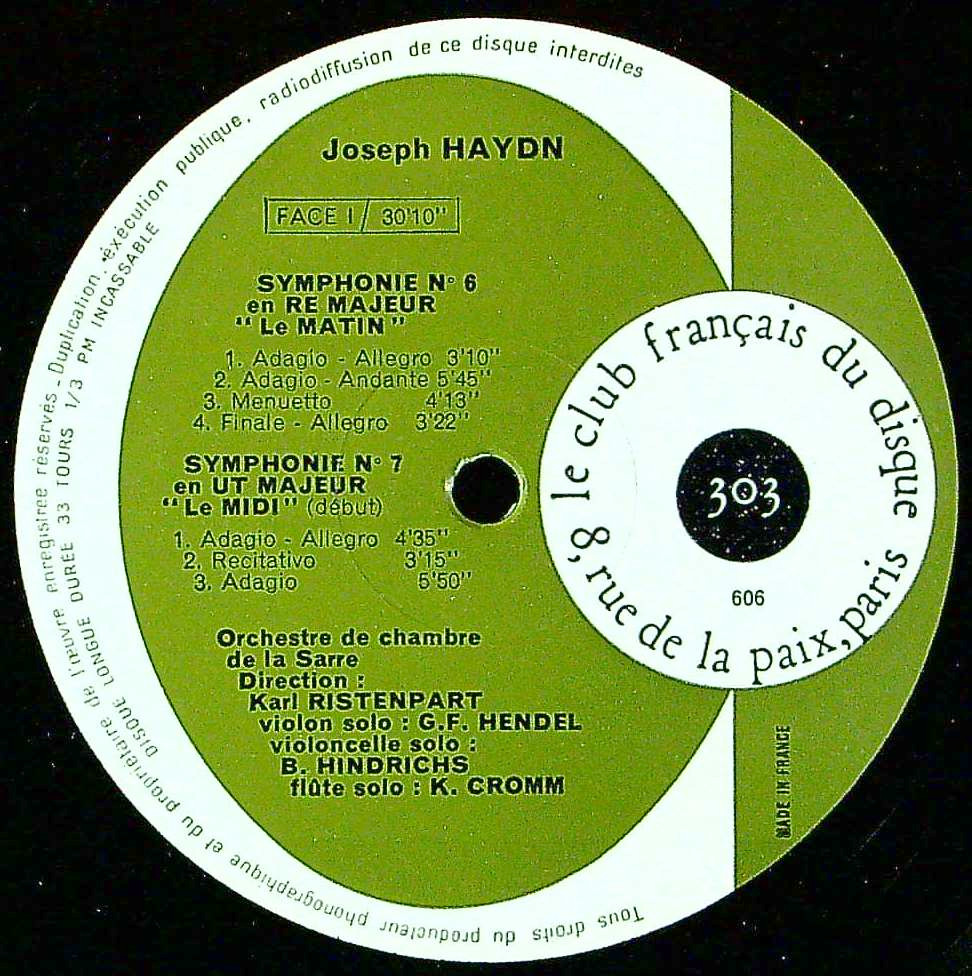 Tous droits du producteur phonographique et du propriétaire de l'œuvre enregistrée réservés - Duplication, éxécution publique, radiodiffusion de ce disque interdites
DISQUE LONGUE DURÉE 33 TOURS 1/3 PM INCASSABLE
Joseph HAYDN
FACE I / 30'10"
SYMPHONIE N° 6
en RE MAJEUR
"Le MATIN"
1. Adagio - Allegro 3'10"
2. Adagio - Andante 5'45"
3. Menuetto 4'13"
4. Finale - Allegro 3'22"
SYMPHONIE N° 7
en UT MAJEUR
"Le MIDI" (début)
1. Adagio - Allegro 4'35"
2. Recitativo 3'15"
3. Adagio 5'50"
Orchestre de chambre
de la Sarre
Direction :
Karl RISTENPART
violon solo : G.F. HENDEL
violoncelle solo :
B. HINDRICHS
flûte solo : K. CROMM
le club français du disque
8, rue de la paix, paris
303
606
MADE IN FRANCE